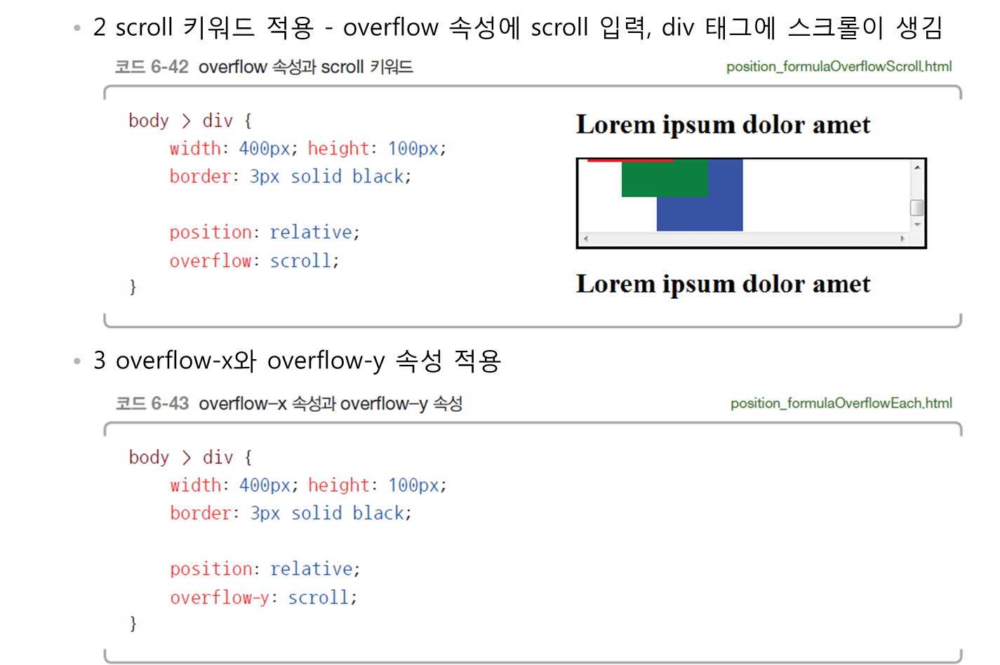 • 2 scroll 키워드 적용 - overflow 속성에 scroll 입력, div 태그에 스크롤이 생김
코드 6-42 overflow 속성과 scroll 키워드
position_formulaOverflowScroll.html
body > div {
width: 400px; height: 100px;
border: 3px solid black;
position: relative;
overflow: scroll;
}
Lorem ipsum dolor amet
Lorem ipsum dolor amet
• 3 overflow-x와 overflow-y 속성 적용
코드 6-43 overflow-x 속성과 overflow-y 속성
position_formulaOverflowEach.html
body > div {
width: 400px; height: 100px;
border: 3px solid black;
position: relative;
overflow-y: scroll;
}